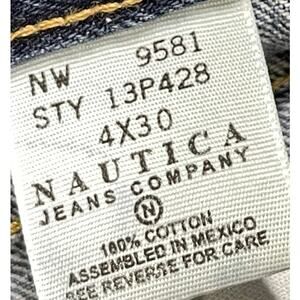 NW 9581
STY 13P428
4X30
NAUTICA
JEANS COMPANY
N
100% COTTON
ASSEMBLED IN MEXICO
SEE REVERSE FOR CARE